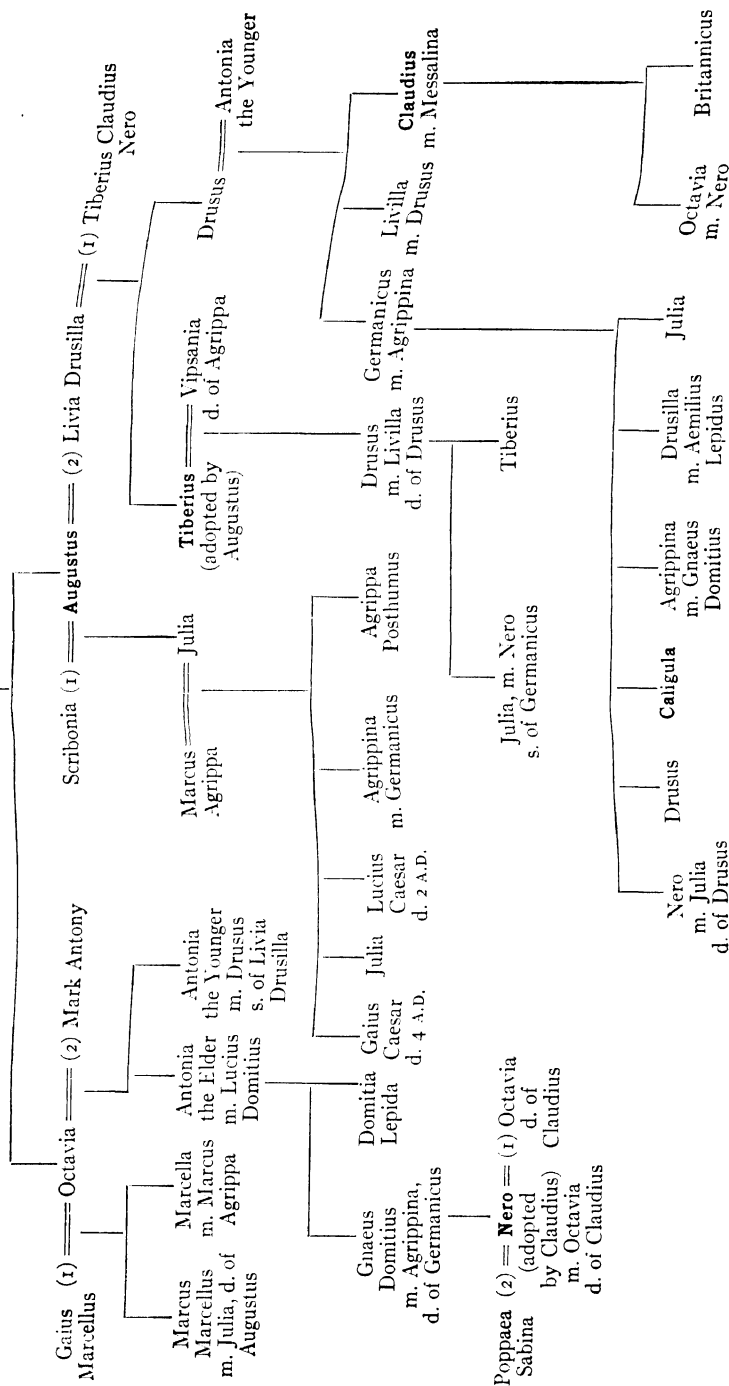 Gaius (1) == Octavia == (2) Mark Antony
Marcellus
Scribonia (1) == Augustus == (2) Livia Drusilla == (1) Tiberius Claudius
Nero
Marcus
Marcellus
m. Julia, d. of
Augustus
Marcella
m. Marcus
Agrippa
Antonia
the Elder
m. Lucius
Domitius
Antonia
the Younger
m. Drusus
s. of Livia
Drusilla
Marcus == Julia
Agrippa
Tiberius == Vipsania
(adopted by
Augustus)
d. of Agrippa
Drusus == Antonia
the Younger
Gnaeus
Domitius
m. Agrippina,
d. of Germanicus
Domitia
Lepida
Gaius
Caesar
d. 4 A.D.
Julia
Lucius
Caesar
d. 2 A.D.
Agrippina
m. Germanicus
Agrippa
Posthumus
Drusus
m. Livilla
d. of Drusus
Germanicus
m. Agrippina
Livilla
m. Drusus
Claudius
m. Messalina
Poppaea (2) == Nero == (1) Octavia
Sabina
(adopted
by Claudius)
m. Octavia
d. of Claudius
d. of
Claudius
Julia, m. Nero
s. of Germanicus
Tiberius
Nero
m. Julia
d. of Drusus
Drusus
Caligula
Agrippina
m. Gnaeus
Domitius
Drusilla
m. Aemilius
Lepidus
Julia
Octavia
m. Nero
Britannicus